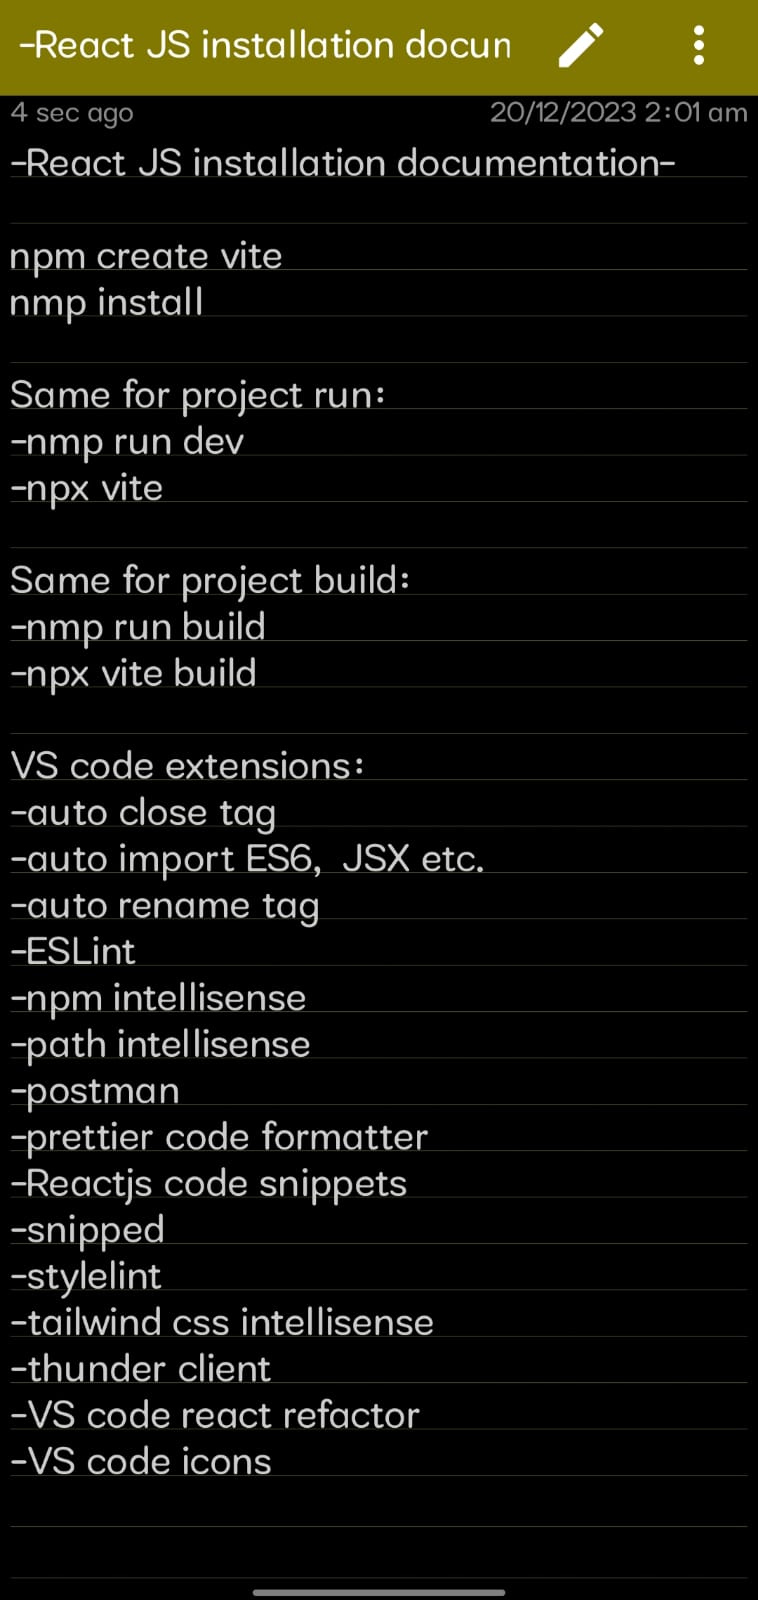 -React JS installation docun
4 sec ago 20/12/2023 2:01 am
-React JS installation documentation-
npm create vite
nmp install
Same for project run:
-nmp run dev
-npx vite
Same for project build:
-nmp run build
-npx vite build
VS code extensions:
-auto close tag
-auto import ES6,  JSX etc.
-auto rename tag
-ESLint
-npm intellisense
-path intellisense
-postman
-prettier code formatter
-Reactjs code snippets
-snipped
-stylelint
-tailwind css intellisense
-thunder client
-VS code react refactor
-VS code icons